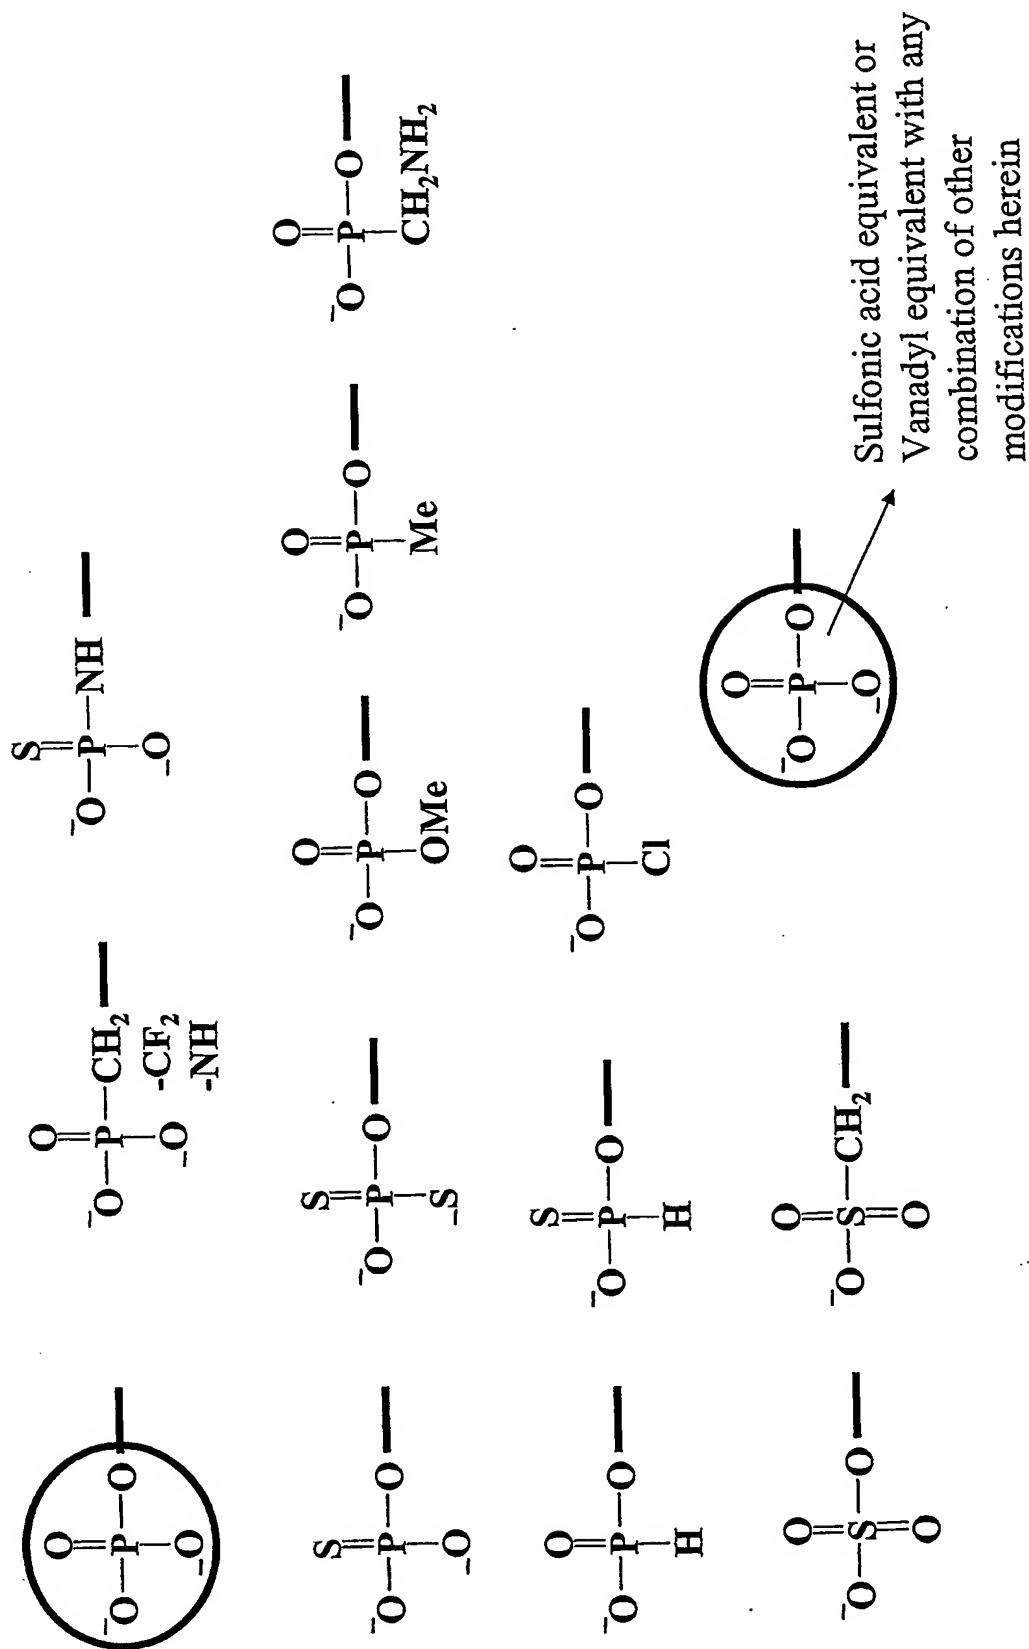 O
⁻O—P—O
O⁻
O
⁻O—P—CH₂
O⁻
-CF₂
-NH
S
⁻O—P—NH
O⁻
S
⁻O—P—O
O⁻
S
⁻O—P—O
S⁻
O
⁻O—P—O
OMe
O
⁻O—P—O
Me
O
⁻O—P—O
CH₂NH₂
O
⁻O—P—O
H
S
⁻O—P—O
H
O
⁻O—P—O
Cl
O
⁻O—S—O
O
O
⁻O—S—CH₂
O
O
⁻O—P—O
O⁻
Sulfonic acid equivalent or
Vanadyl equivalent with any
combination of other
modifications herein